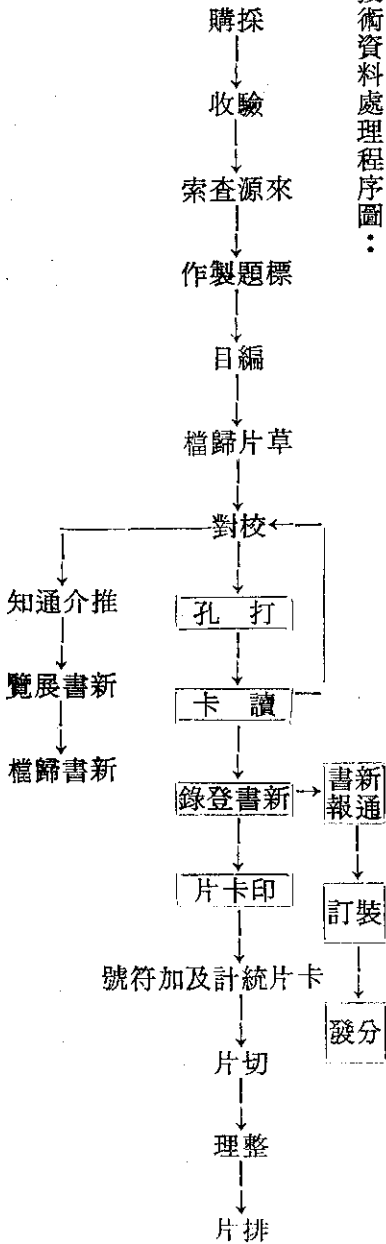 術資料處理程序圖：
採購
驗收
來源查索
標題製作
編目
草片歸檔
校對
打孔
讀卡
新書登錄
印卡片
卡片統計及加符號
切片
整理
排片
推介通知
新書展覽
新書歸檔
新書
通報
裝訂
分發